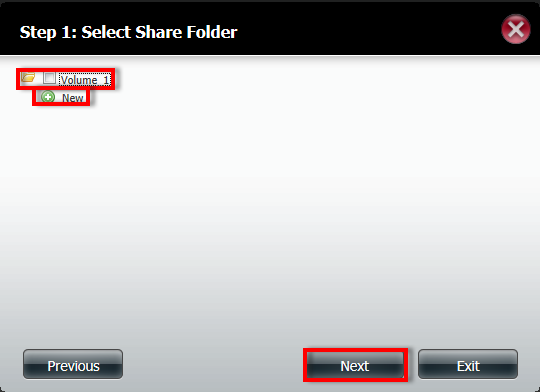 Step 1: Select Share Folder
Volume_1
New
Previous
Next
Exit